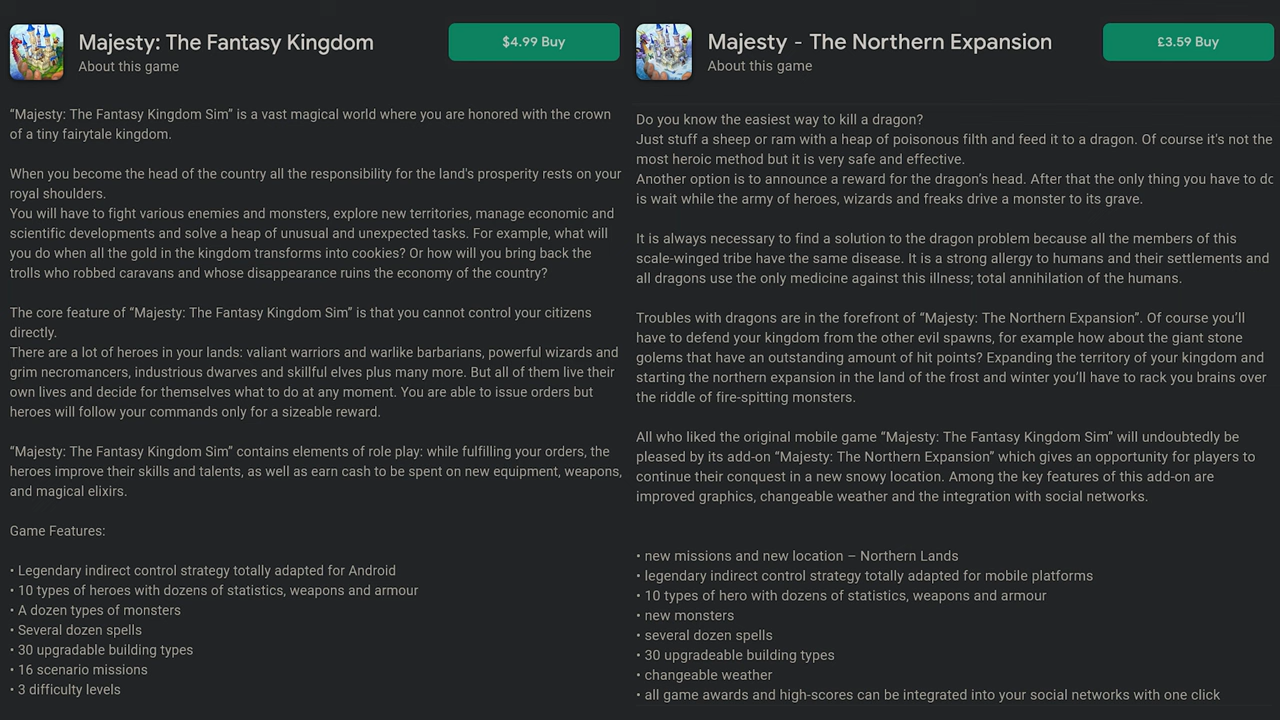 Majesty: The Fantasy Kingdom
About this game
$4.99 Buy
“Majesty: The Fantasy Kingdom Sim” is a vast magical world where you are honored with the crown
of a tiny fairytale kingdom.
When you become the head of the country all the responsibility for the land's prosperity rests on your
royal shoulders.
You will have to fight various enemies and monsters, explore new territories, manage economic and
scientific developments and solve a heap of unusual and unexpected tasks. For example, what will
you do when all the gold in the kingdom transforms into cookies? Or how will you bring back the
trolls who robbed caravans and whose disappearance ruins the economy of the country?
The core feature of “Majesty: The Fantasy Kingdom Sim” is that you cannot control your citizens
directly.
There are a lot of heroes in your lands: valiant warriors and warlike barbarians, powerful wizards and
grim necromancers, industrious dwarves and skillful elves plus many more. But all of them live their
own lives and decide for themselves what to do at any moment. You are able to issue orders but
heroes will follow your commands only for a sizeable reward.
“Majesty: The Fantasy Kingdom Sim” contains elements of role play: while fulfilling your orders, the
heroes improve their skills and talents, as well as earn cash to be spent on new equipment, weapons,
and magical elixirs.
Game Features:
• Legendary indirect control strategy totally adapted for Android
• 10 types of heroes with dozens of statistics, weapons and armour
• A dozen types of monsters
• Several dozen spells
• 30 upgradable building types
• 16 scenario missions
• 3 difficulty levels
Majesty - The Northern Expansion
About this game
£3.59 Buy
Do you know the easiest way to kill a dragon?
Just stuff a sheep or ram with a heap of poisonous filth and feed it to a dragon. Of course it's not the
most heroic method but it is very safe and effective.
Another option is to announce a reward for the dragon’s head. After that the only thing you have to do
is wait while the army of heroes, wizards and freaks drive a monster to its grave.
It is always necessary to find a solution to the dragon problem because all the members of this
scale-winged tribe have the same disease. It is a strong allergy to humans and their settlements and
all dragons use the only medicine against this illness; total annihilation of the humans.
Troubles with dragons are in the forefront of “Majesty: The Northern Expansion”. Of course you’ll
have to defend your kingdom from the other evil spawns, for example how about the giant stone
golems that have an outstanding amount of hit points? Expanding the territory of your kingdom and
starting the northern expansion in the land of the frost and winter you’ll have to rack you brains over
the riddle of fire-spitting monsters.
All who liked the original mobile game “Majesty: The Fantasy Kingdom Sim” will undoubtedly be
pleased by its add-on “Majesty: The Northern Expansion” which gives an opportunity for players to
continue their conquest in a new snowy location. Among the key features of this add-on are
improved graphics, changeable weather and the integration with social networks.
• new missions and new location – Northern Lands
• legendary indirect control strategy totally adapted for mobile platforms
• 10 types of hero with dozens of statistics, weapons and armour
• new monsters
• several dozen spells
• 30 upgradeable building types
• changeable weather
• all game awards and high-scores can be integrated into your social networks with one click